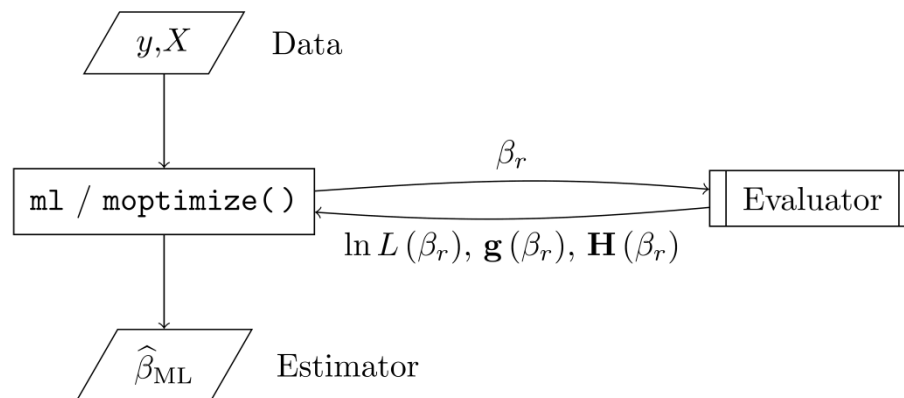 y,X Data
β_r
ml / moptimize() Evaluator
ln L (β_r), g (β_r), H (β_r)
β̂_ML Estimator